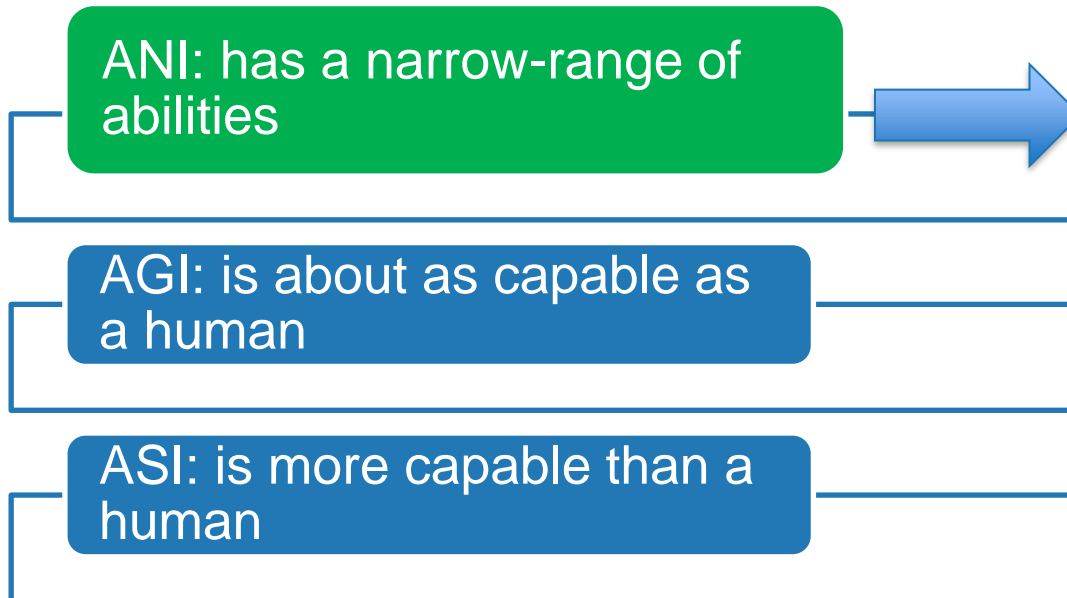 ANI: has a narrow-range of
abilities
AGI: is about as capable as
a human
ASI: is more capable than a
human